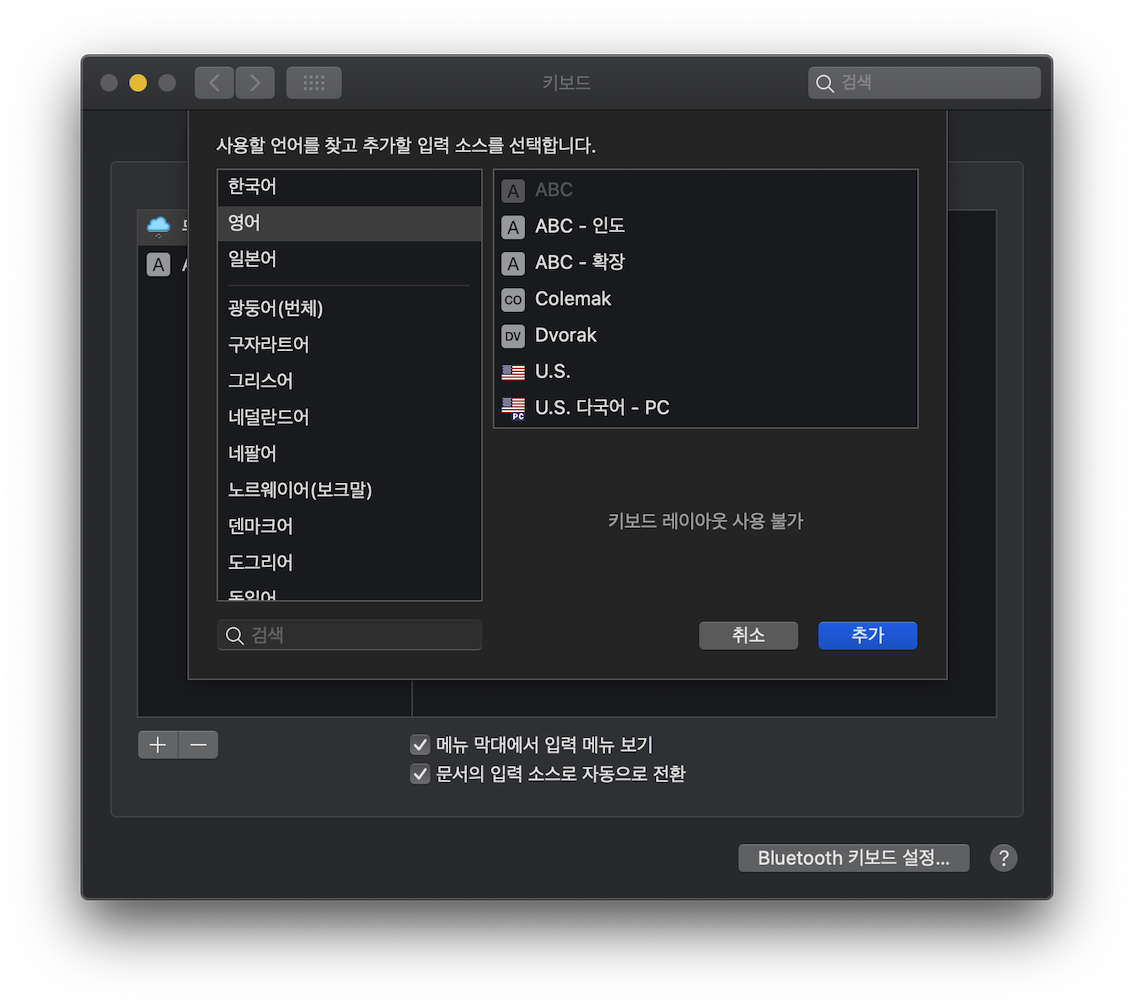 키보드
검색
사용할 언어를 찾고 추가할 입력 소스를 선택합니다.
한국어
영어
일본어
광둥어(번체)
구자라트어
그리스어
네덜란드어
네팔어
노르웨이어(보크말)
덴마크어
도그리어
독일어
검색
A ABC
A ABC - 인도
A ABC - 확장
CO Colemak
DV Dvorak
U.S.
PC U.S. 다국어 - PC
키보드 레이아웃 사용 불가
취소
추가
A
메뉴 막대에서 입력 메뉴 보기
문서의 입력 소스로 자동으로 전환
Bluetooth 키보드 설정...
?